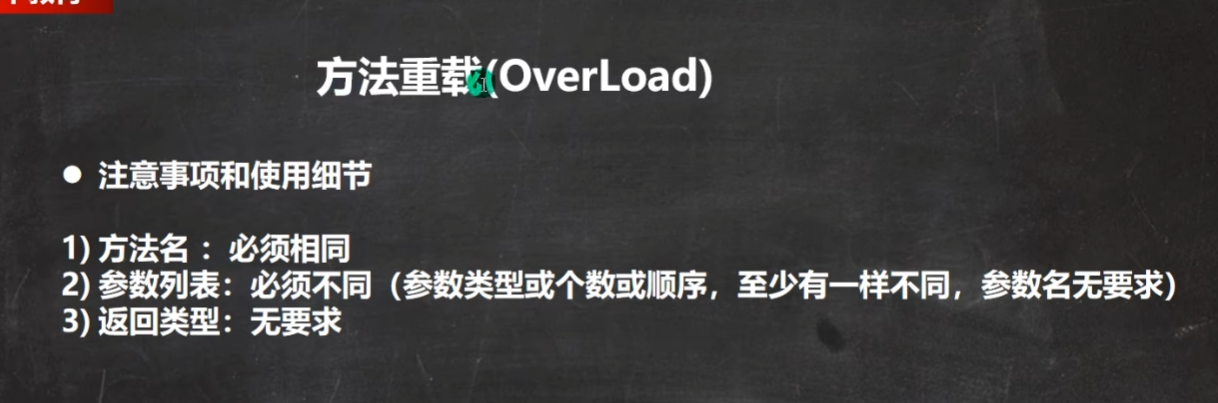 方法重载(OverLoad)
● 注意事项和使用细节
1) 方法名 ：必须相同
2) 参数列表：必须不同（参数类型或个数或顺序，至少有一样不同，参数名无要求）
3) 返回类型：无要求